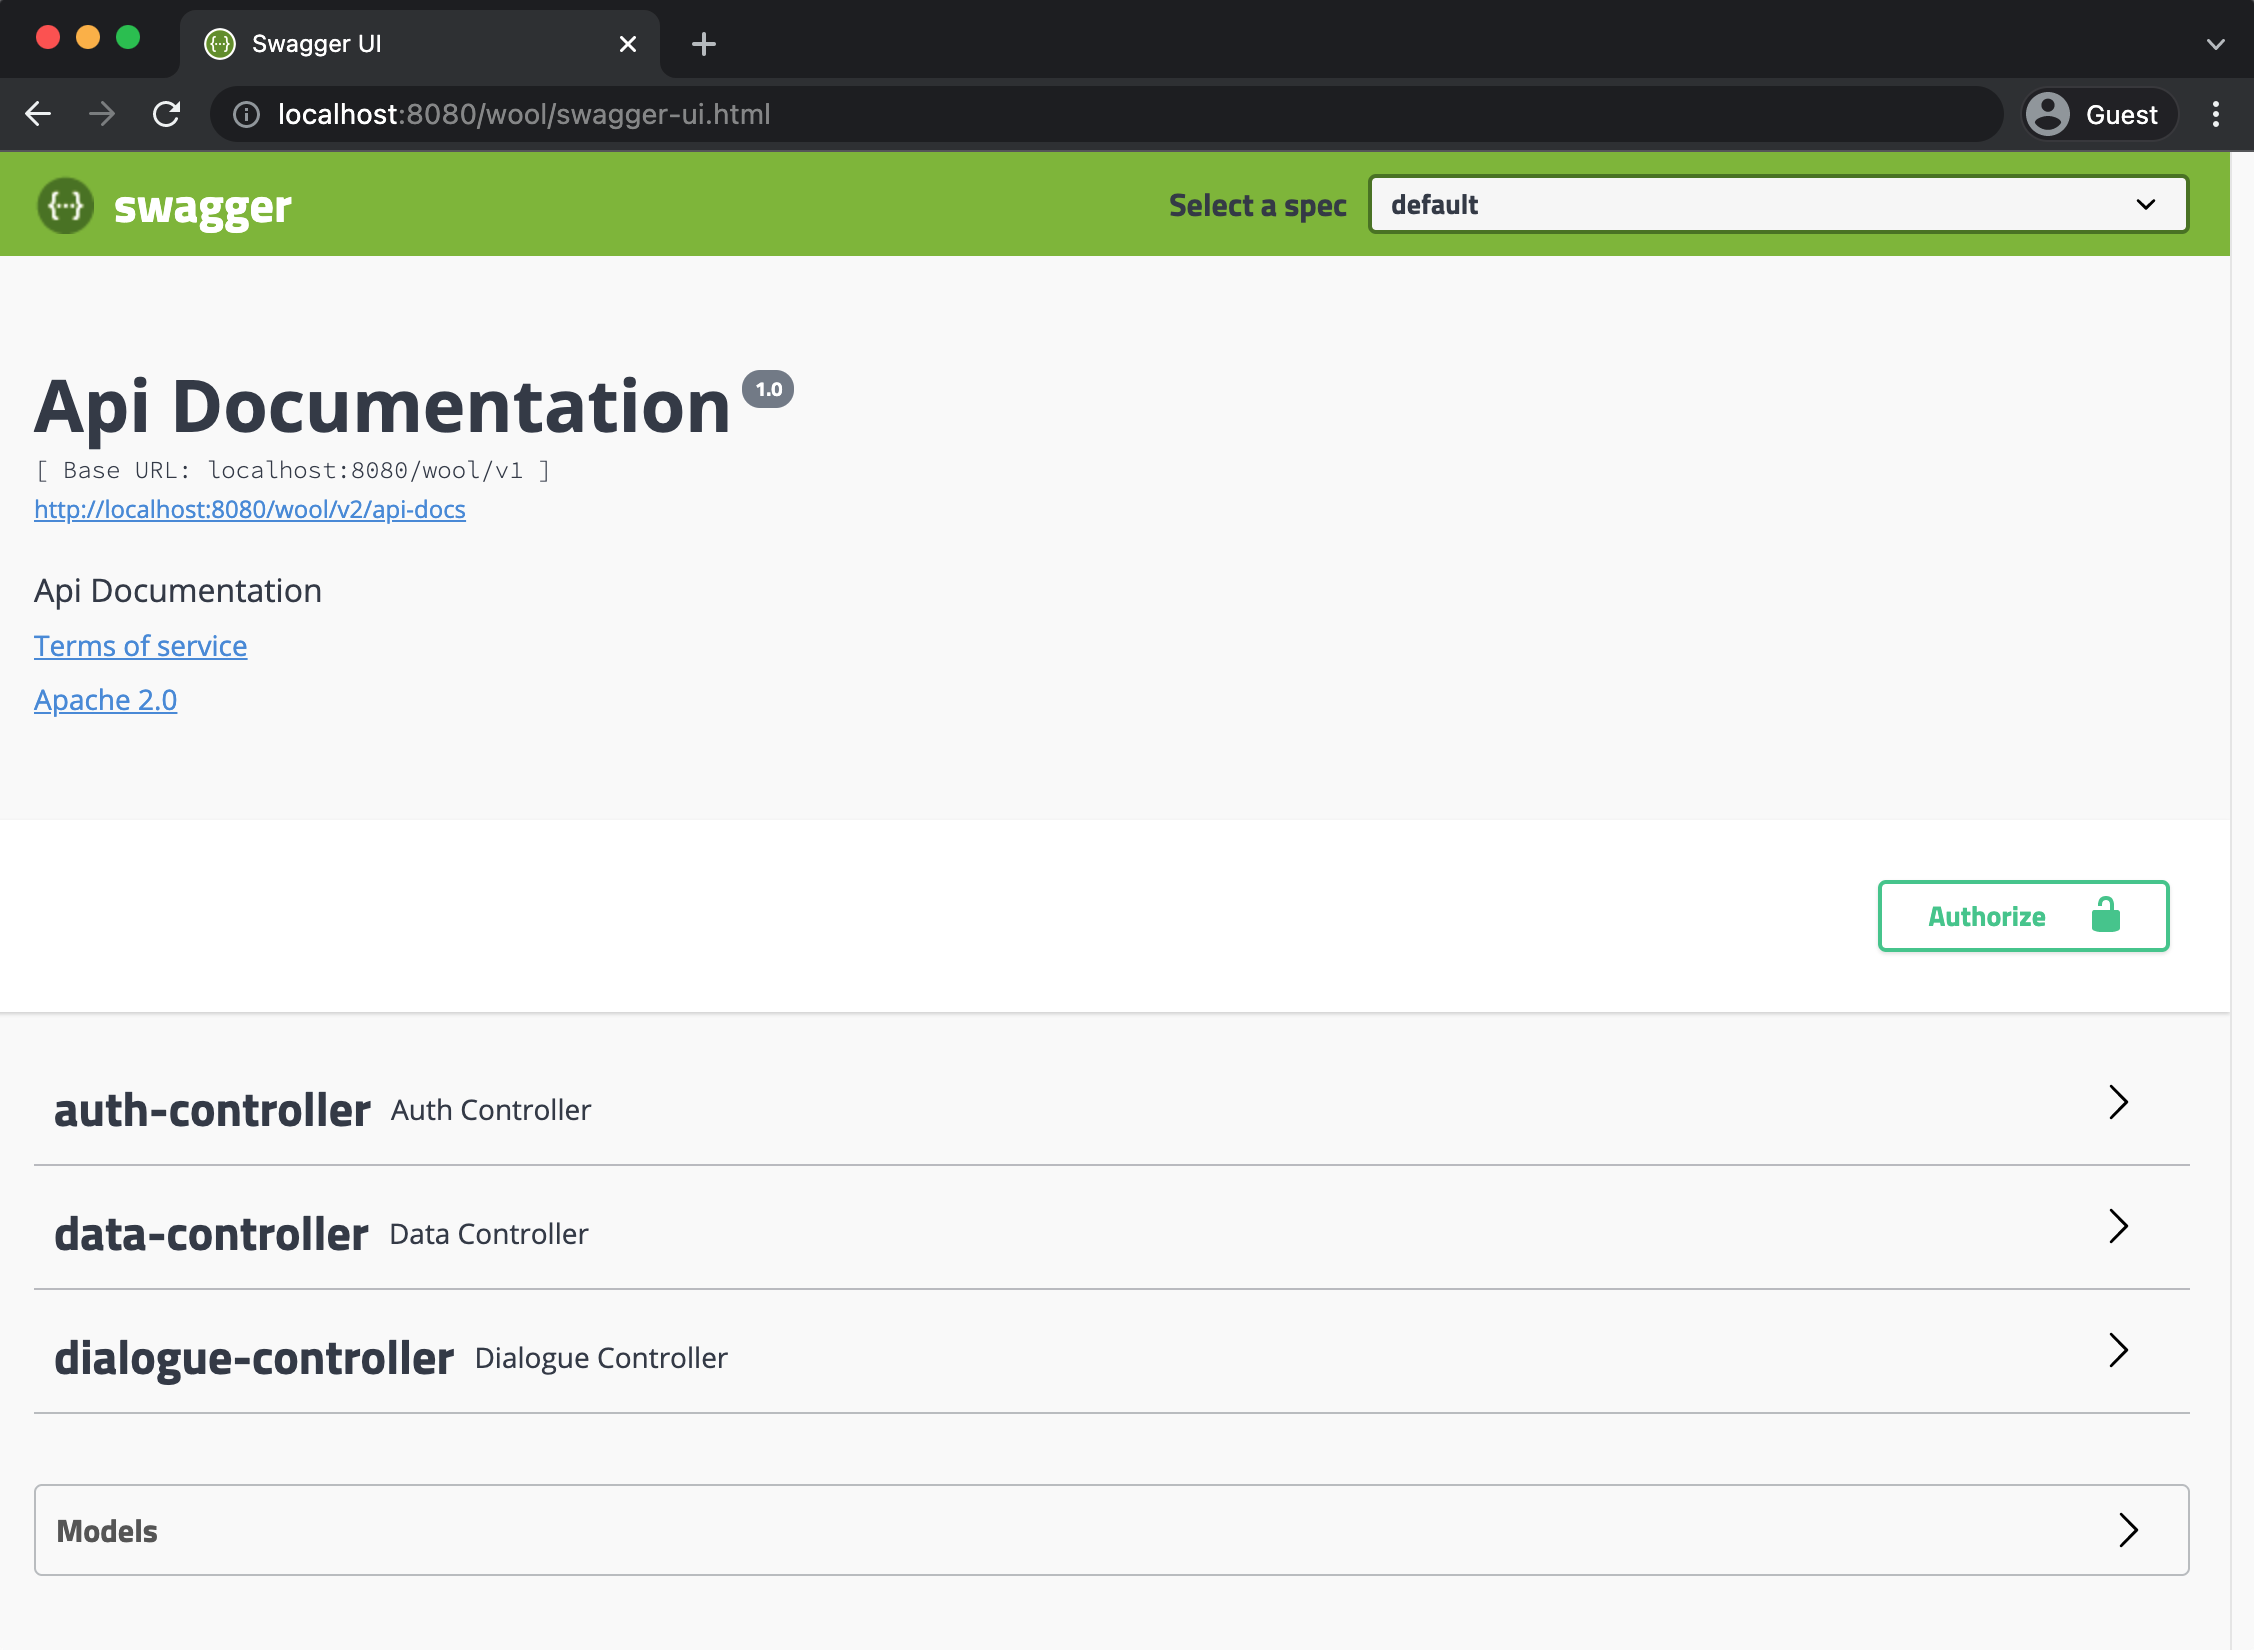 Swagger UI
localhost:8080/wool/swagger-ui.html
Guest
{···} swagger
Select a spec
default
Api Documentation 1.0
[ Base URL: localhost:8080/wool/v1 ]
http://localhost:8080/wool/v2/api-docs
Api Documentation
Terms of service
Apache 2.0
Authorize
auth-controller Auth Controller
data-controller Data Controller
dialogue-controller Dialogue Controller
Models